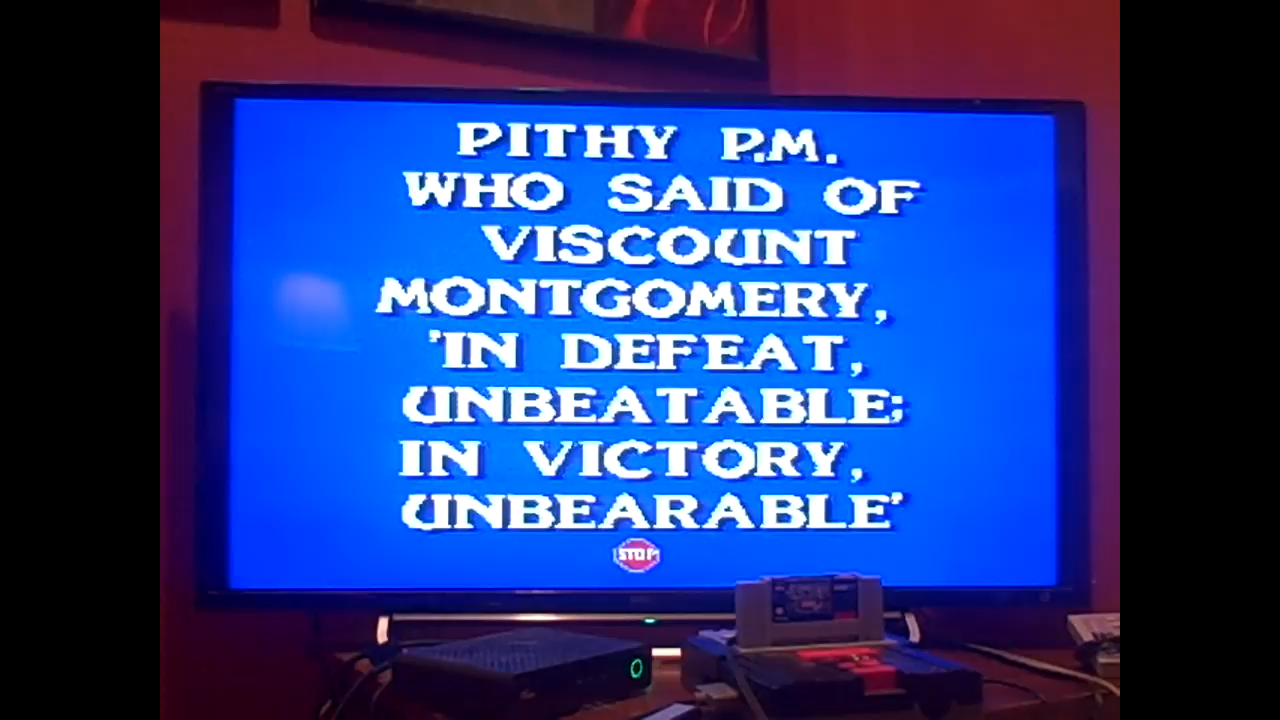 PITHY P.M.
WHO SAID OF
VISCOUNT
MONTGOMERY,
'IN DEFEAT,
UNBEATABLE;
IN VICTORY,
UNBEARABLE'
STOP